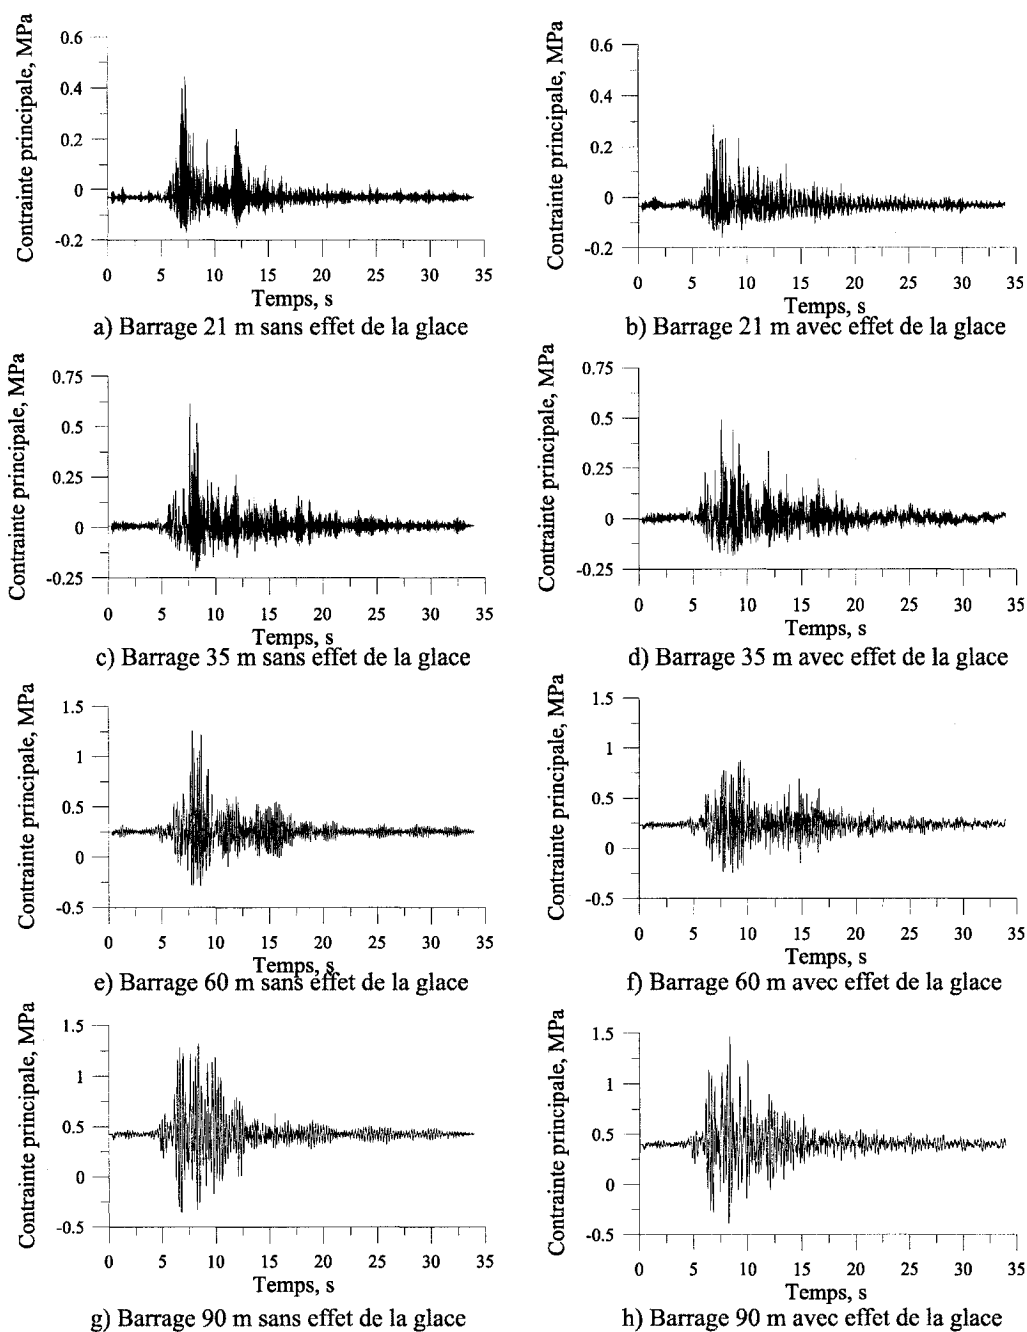 Contrainte principale, MPa
0.6
0.4
0.2
0
-0.2
0 5 10 15 20 25 30 35
Temps, s
a) Barrage 21 m sans effet de la glace
Contrainte principale, MPa
0.6
0.4
0.2
0
-0.2
0 5 10 15 20 25 30 35
Temps, s
b) Barrage 21 m avec effet de la glace
Contrainte principale, MPa
0.75
0.5
0.25
0
-0.25
0 5 10 15 20 25 30 35
Temps, s
c) Barrage 35 m sans effet de la glace
Contrainte principale, MPa
0.75
0.5
0.25
0
-0.25
0 5 10 15 20 25 30 35
Temps, s
d) Barrage 35 m avec effet de la glace
Contrainte principale, MPa
1.5
1
0.5
0
-0.5
0 5 10 15 20 25 30 35
Temps, s
e) Barrage 60 m sans effet de la glace
Contrainte principale, MPa
1.5
1
0.5
0
-0.5
0 5 10 15 20 25 30 35
Temps, s
f) Barrage 60 m avec effet de la glace
Contrainte principale, MPa
1.5
1
0.5
0
-0.5
0 5 10 15 20 25 30 35
Temps, s
g) Barrage 90 m sans effet de la glace
Contrainte principale, MPa
1.5
1
0.5
0
-0.5
0 5 10 15 20 25 30 35
Temps, s
h) Barrage 90 m avec effet de la glace